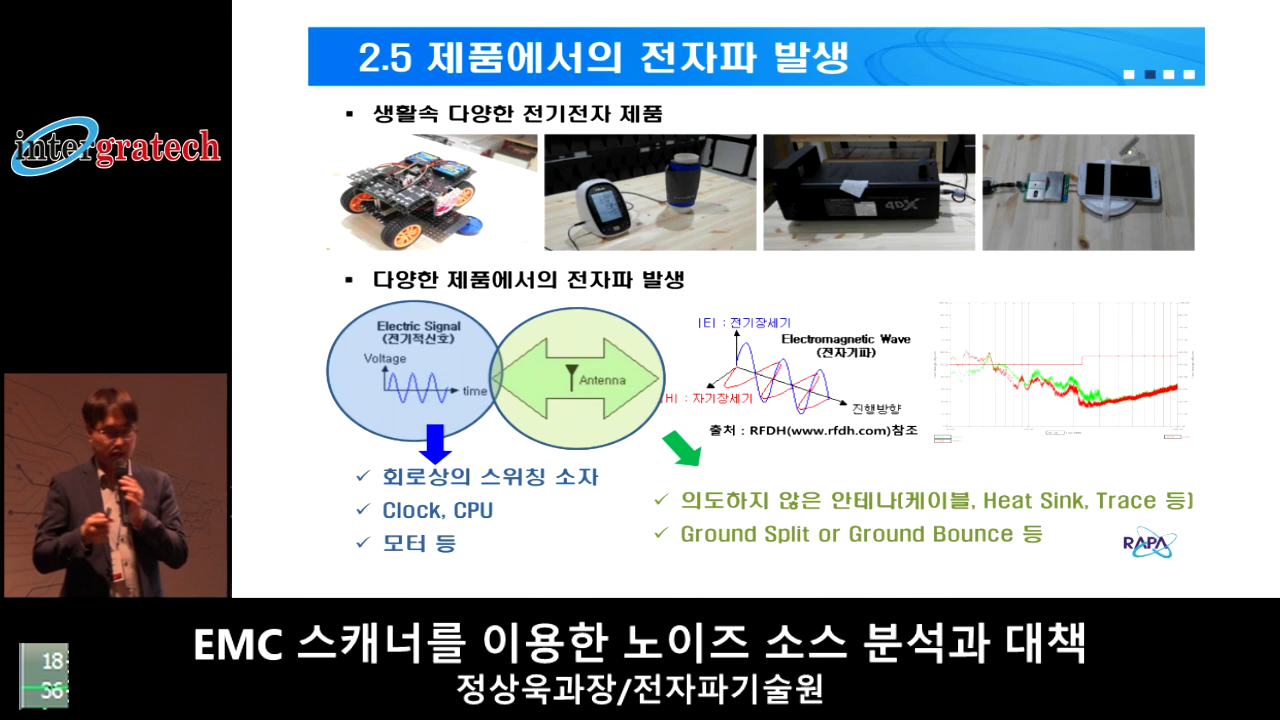 2.5 제품에서의 전자파 발생
intergratech
▪ 생활속 다양한 전기전자 제품
4DX
▪ 다양한 제품에서의 전자파 발생
Electric Signal
(전기적신호)
Voltage
time
Antenna
|E| : 전기장세기
Electromagnetic Wave
(전자기파)
|H| : 자기장세기
진행방향
출처 : RFDH(www.rfdh.com)참조
✓ 회로상의 스위칭 소자
✓ Clock, CPU
✓ 모터 등
✓ 의도하지 않은 안테나(케이블, Heat Sink, Trace 등)
✓ Ground Split or Ground Bounce 등
RAPA
EMC 스캐너를 이용한 노이즈 소스 분석과 대책
정상욱과장/전자파기술원
18:
36: